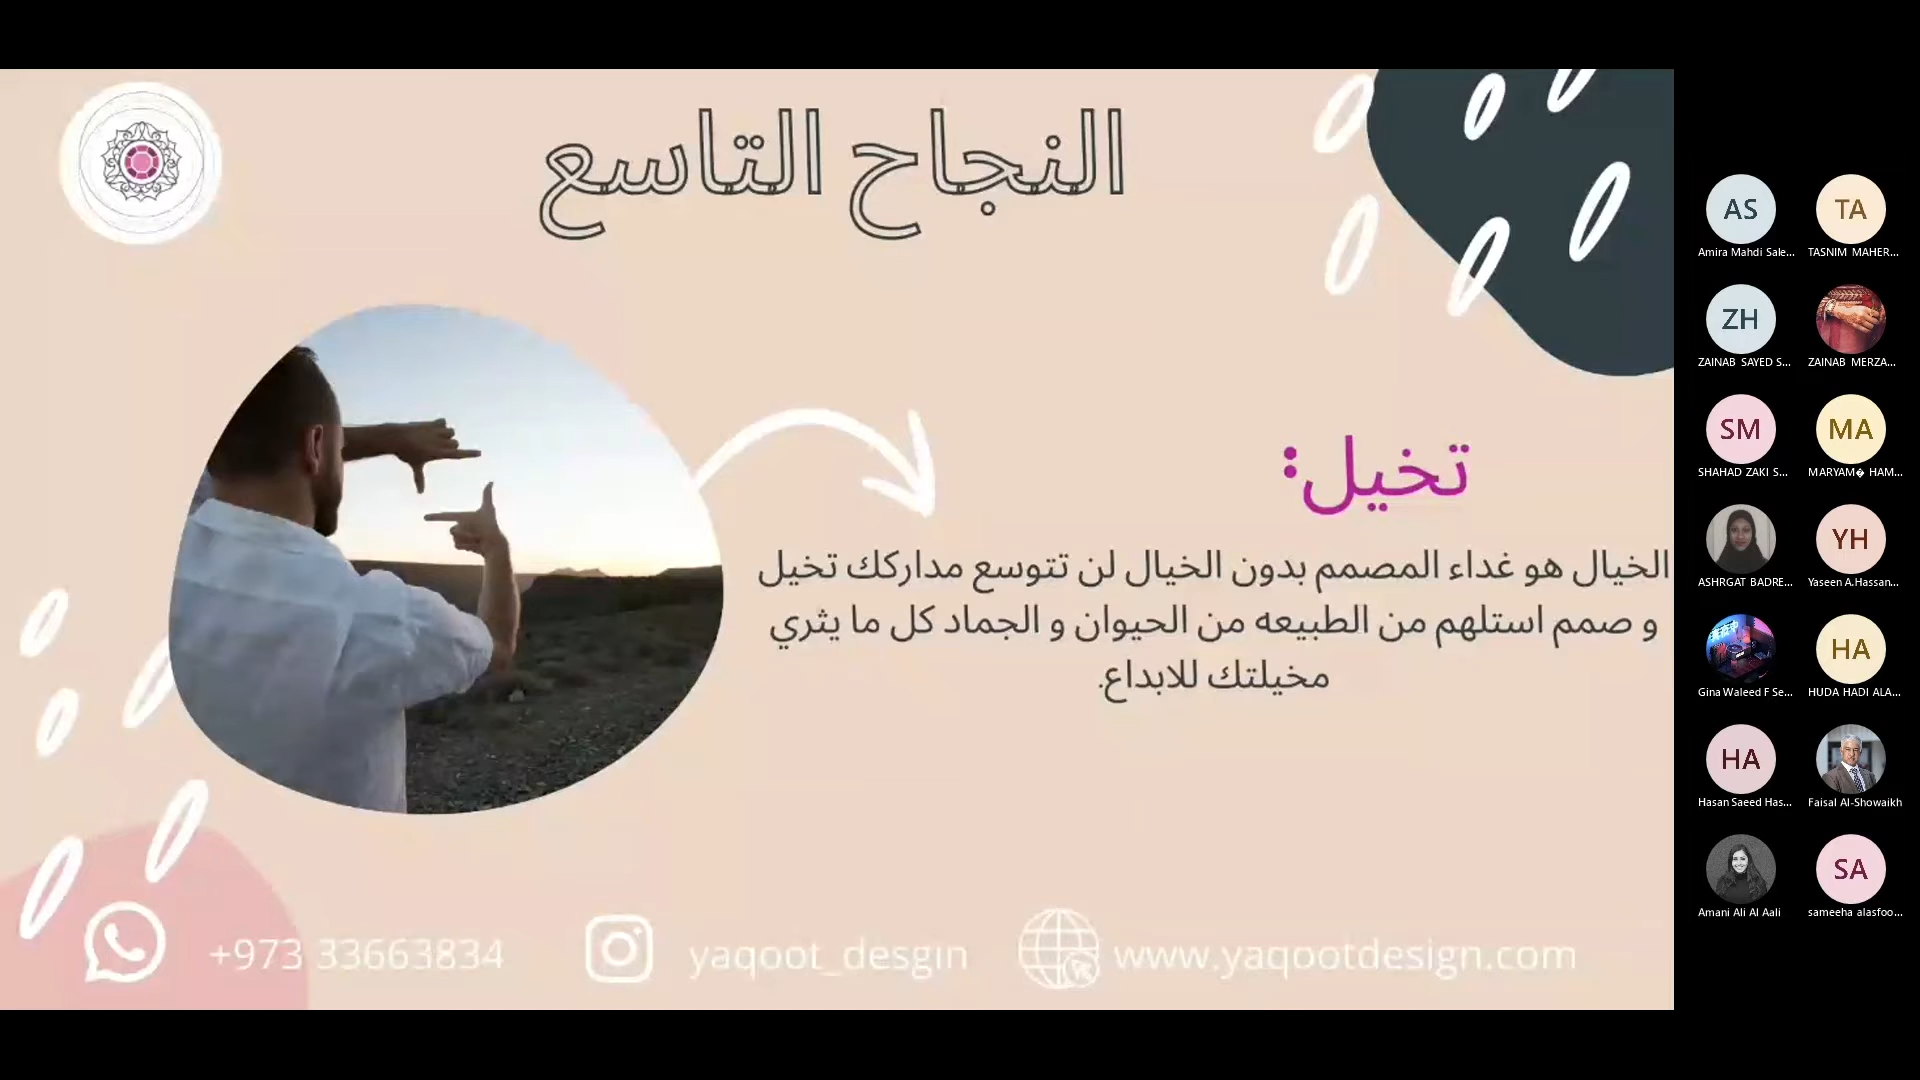 النجاح التاسع
تخيل:
الخيال هو غداء المصمم بدون الخيال لن تتوسع مداركك تخيل
و صمم استلهم من الطبيعه من الحيوان و الجماد كل ما يثري
مخيلتك للابداع.
+973 33663834
yaqoot_desgin
www.yaqootdesign.com
AS
Amira Mahdi Sale...
TA
TASNIM MAHER...
ZH
ZAINAB SAYED S...
ZAINAB MERZA...
SM
SHAHAD ZAKI S...
MA
MARYAM� HAM...
ASHRGAT BADRE...
YH
Yaseen A.Hassan...
Gina Waleed F Se...
HA
HUDA HADI ALA...
HA
Hasan Saeed Has...
Faisal Al-Showaikh
Amani Ali Al Aali
SA
sameeha alasfoo...